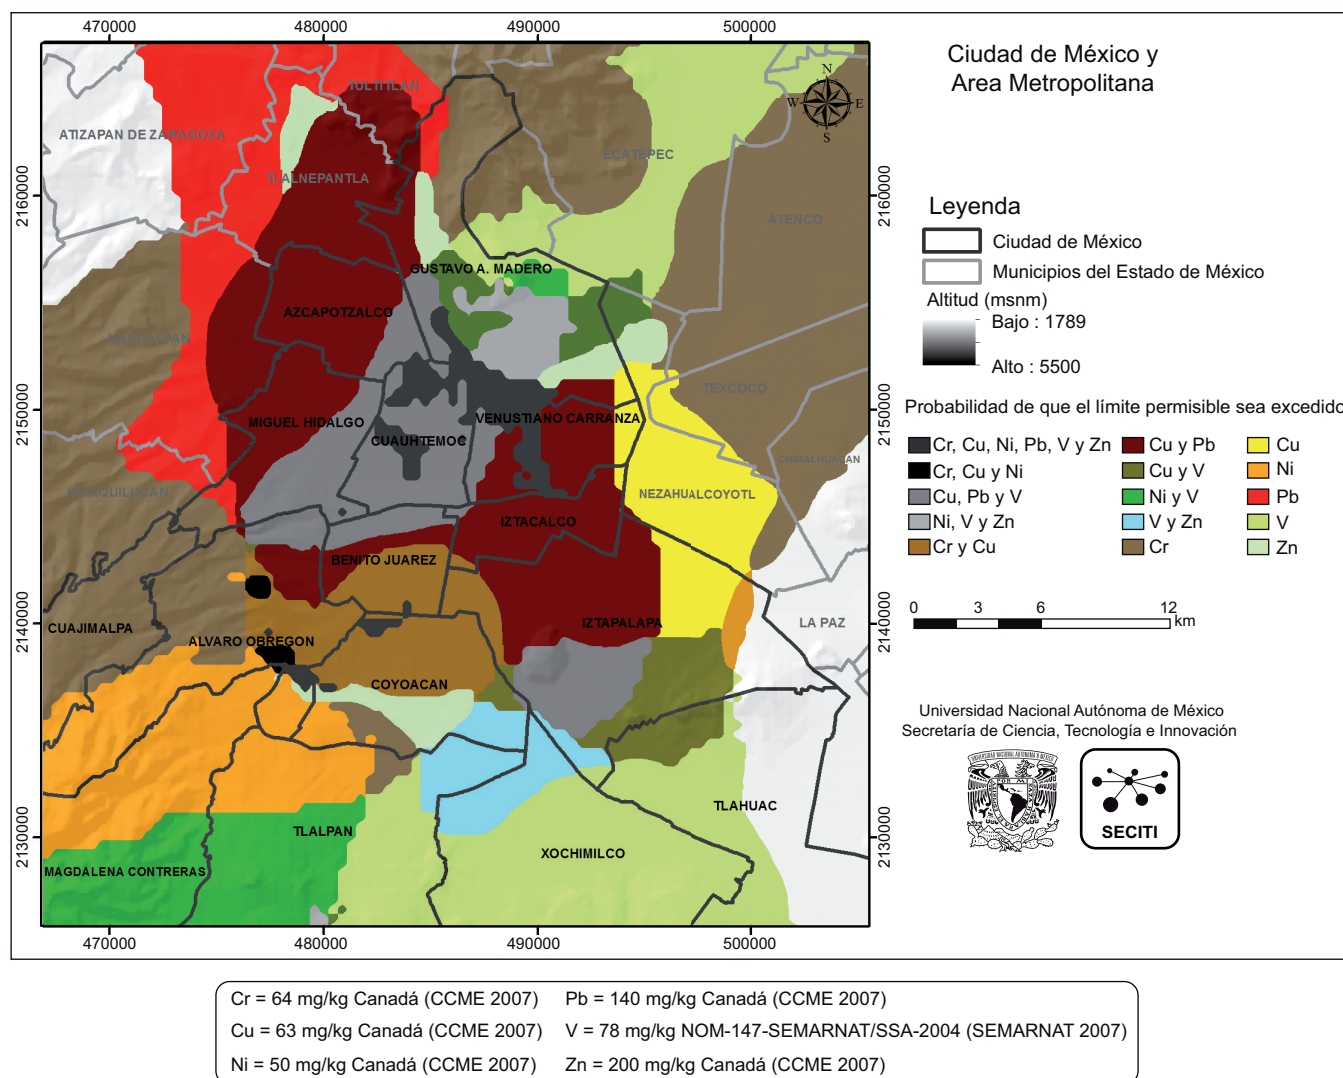 470000
480000
490000
500000
Ciudad de México y
Area Metropolitana
N
W
E
S
2160000
2150000
2140000
2130000
2160000
2150000
2140000
2130000
TULTITLAN
ATIZAPAN DE ZARAGOZA
ECATEPEC
TLALNEPANTLA
ATENCO
GUSTAVO A. MADERO
AZCAPOTZALCO
NAUCALPAN
TEXCOCO
MIGUEL HIDALGO
VENUSTIANO CARRANZA
CUAUHTEMOC
CHIMALHUACAN
HUIXQUILUCAN
NEZAHUALCOYOTL
IZTACALCO
BENITO JUAREZ
CUAJIMALPA
IZTAPALAPA
LA PAZ
ALVARO OBREGON
COYOACAN
TLAHUAC
TLALPAN
XOCHIMILCO
MAGDALENA CONTRERAS
470000
480000
490000
500000
Leyenda
Ciudad de México
Municipios del Estado de México
Altitud (msnm)
Bajo : 1789
Alto : 5500
Probabilidad de que el límite permisible sea excedido
Cr, Cu, Ni, Pb, V y Zn
Cr, Cu y Ni
Cu, Pb y V
Ni, V y Zn
Cr y Cu
Cu y Pb
Cu y V
Ni y V
V y Zn
Cr
Cu
Ni
Pb
V
Zn
0 3 6 12
km
Universidad Nacional Autónoma de México
Secretaría de Ciencia, Tecnología e Innovación
SECITI
Cr = 64 mg/kg Canadá (CCME 2007) Pb = 140 mg/kg Canadá (CCME 2007)
Cu = 63 mg/kg Canadá (CCME 2007) V = 78 mg/kg NOM-147-SEMARNAT/SSA-2004 (SEMARNAT 2007)
Ni = 50 mg/kg Canadá (CCME 2007) Zn = 200 mg/kg Canadá (CCME 2007)